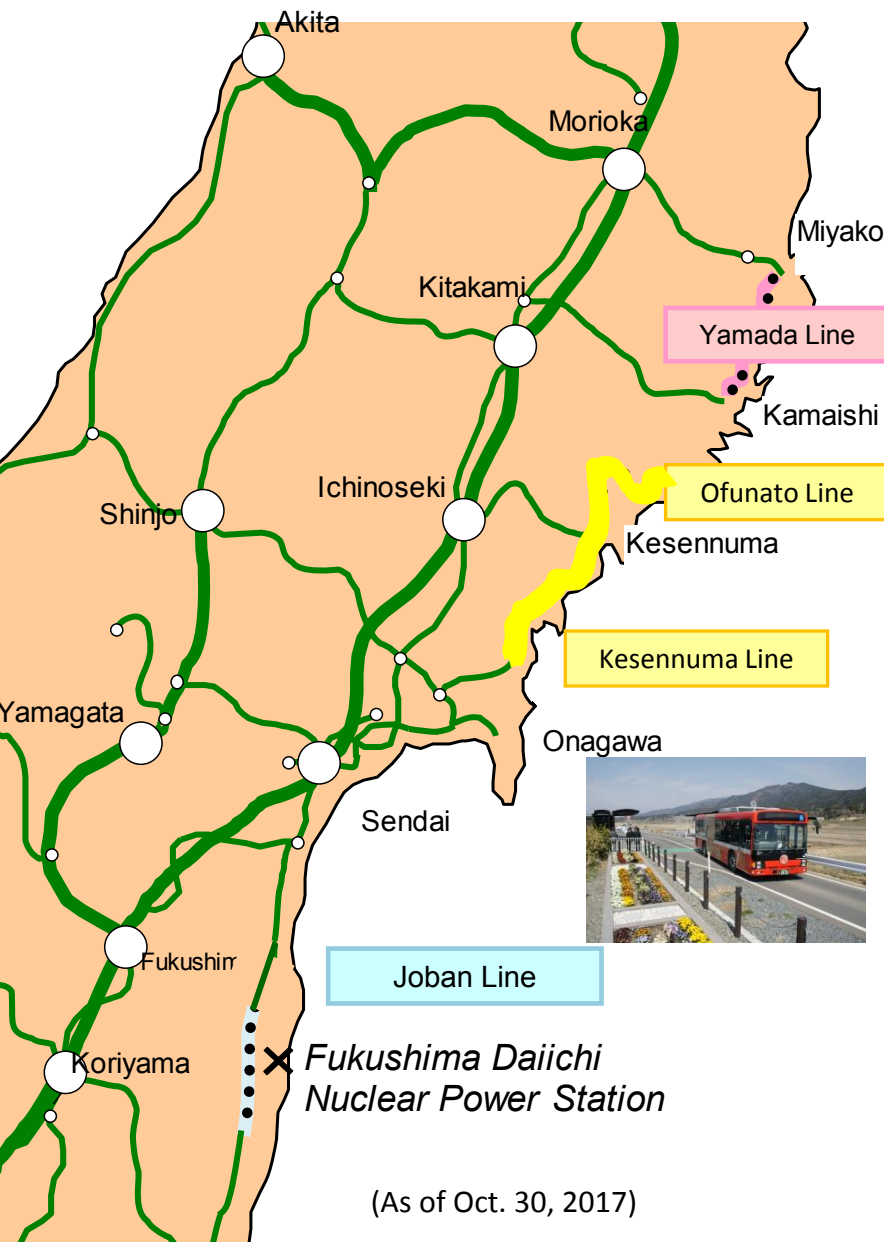 Akita
Morioka
Miyako
Kitakami
Yamada Line
Kamaishi
Ichinoseki
Ofunato Line
Shinjo
Kesennuma
Kesennuma Line
Yamagata
Onagawa
Sendai
Fukushim
Joban Line
Koriyama
Fukushima Daiichi
Nuclear Power Station
(As of Oct. 30, 2017)